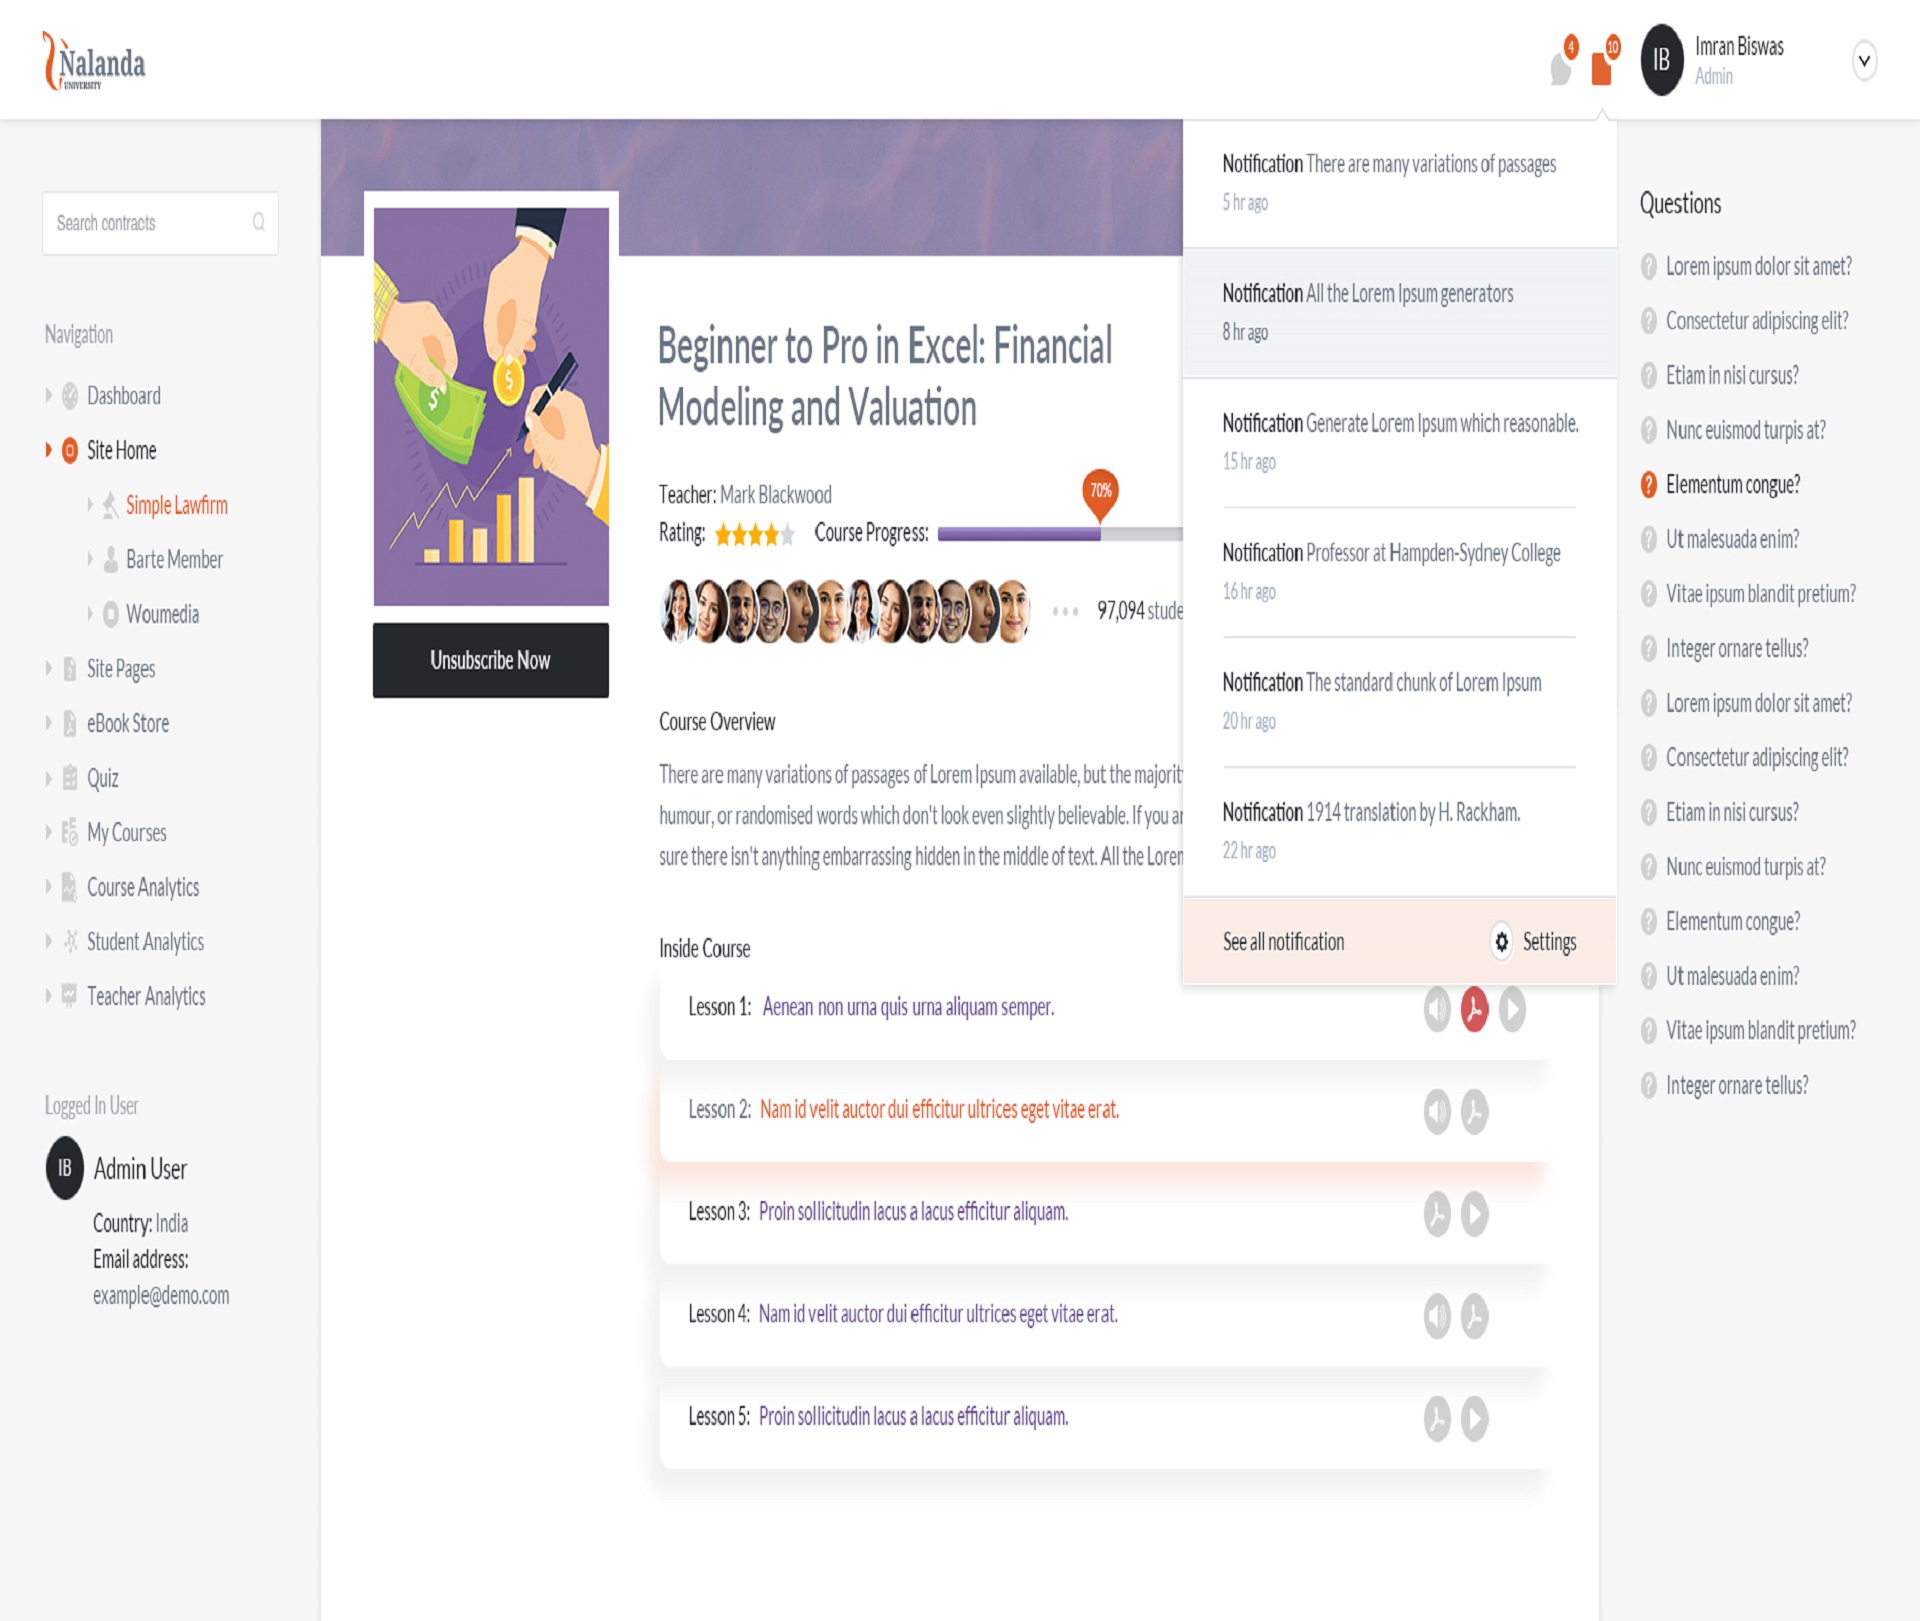 Nalanda
UNIVERSITY
4
10
IB
Imran Biswas
Admin
Search contracts
Navigation
Dashboard
Site Home
Simple Lawfirm
Barte Member
Woumedia
Site Pages
eBook Store
Quiz
My Courses
Course Analytics
Student Analytics
Teacher Analytics
Logged In User
IB
Admin User
Country: India
Email address:
example@demo.com
$
$
Unsubscribe Now
Beginner to Pro in Excel: Financial
Modeling and Valuation
Teacher: Mark Blackwood
70%
Rating:
Course Progress:
97,094 stude
Course Overview
There are many variations of passages of Lorem Ipsum available, but the majorit
humour, or randomised words which don't look even slightly believable. If you ar
sure there isn't anything embarrassing hidden in the middle of text. All the Loren
Inside Course
Lesson 1: Aenean non urna quis urna aliquam semper.
Lesson 2: Nam id velit auctor dui efficitur ultrices eget vitae erat.
Lesson 3: Proin sollicitudin lacus a lacus efficitur aliquam.
Lesson 4: Nam id velit auctor dui efficitur ultrices eget vitae erat.
Lesson 5: Proin sollicitudin lacus a lacus efficitur aliquam.
Notification There are many variations of passages
5 hr ago
Notification All the Lorem Ipsum generators
8 hr ago
Notification Generate Lorem Ipsum which reasonable.
15 hr ago
Notification Professor at Hampden-Sydney College
16 hr ago
Notification The standard chunk of Lorem Ipsum
20 hr ago
Notification 1914 translation by H. Rackham.
22 hr ago
See all notification
Settings
Questions
Lorem ipsum dolor sit amet?
Consectetur adipiscing elit?
Etiam in nisi cursus?
Nunc euismod turpis at?
Elementum congue?
Ut malesuada enim?
Vitae ipsum blandit pretium?
Integer ornare tellus?
Lorem ipsum dolor sit amet?
Consectetur adipiscing elit?
Etiam in nisi cursus?
Nunc euismod turpis at?
Elementum congue?
Ut malesuada enim?
Vitae ipsum blandit pretium?
Integer ornare tellus?